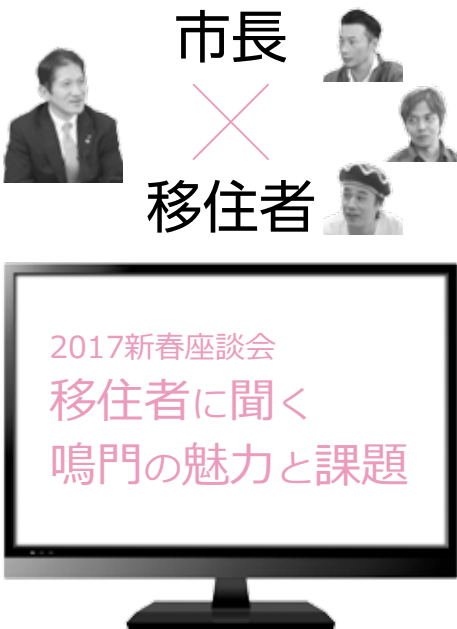 市長
×
移住者
2017新春座談会
移住者に聞く
鳴門の魅力と課題